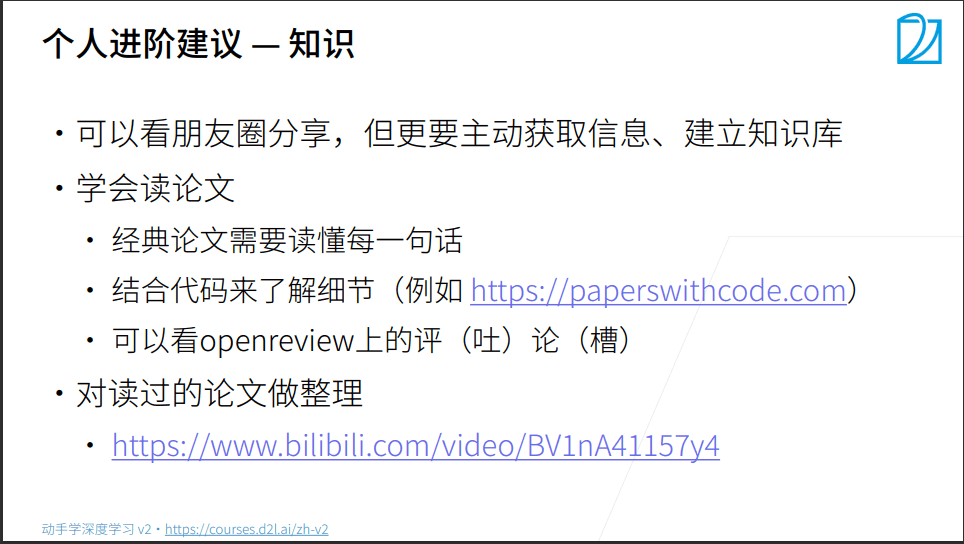 个人进阶建议 — 知识
• 可以看朋友圈分享，但更要主动获取信息、建立知识库
• 学会读论文
• 经典论文需要读懂每一句话
• 结合代码来了解细节（例如 https://paperswithcode.com）
• 可以看openreview上的评（吐）论（槽）
• 对读过的论文做整理
• https://www.bilibili.com/video/BV1nA41157y4
动手学深度学习 v2 • https://courses.d2l.ai/zh-v2